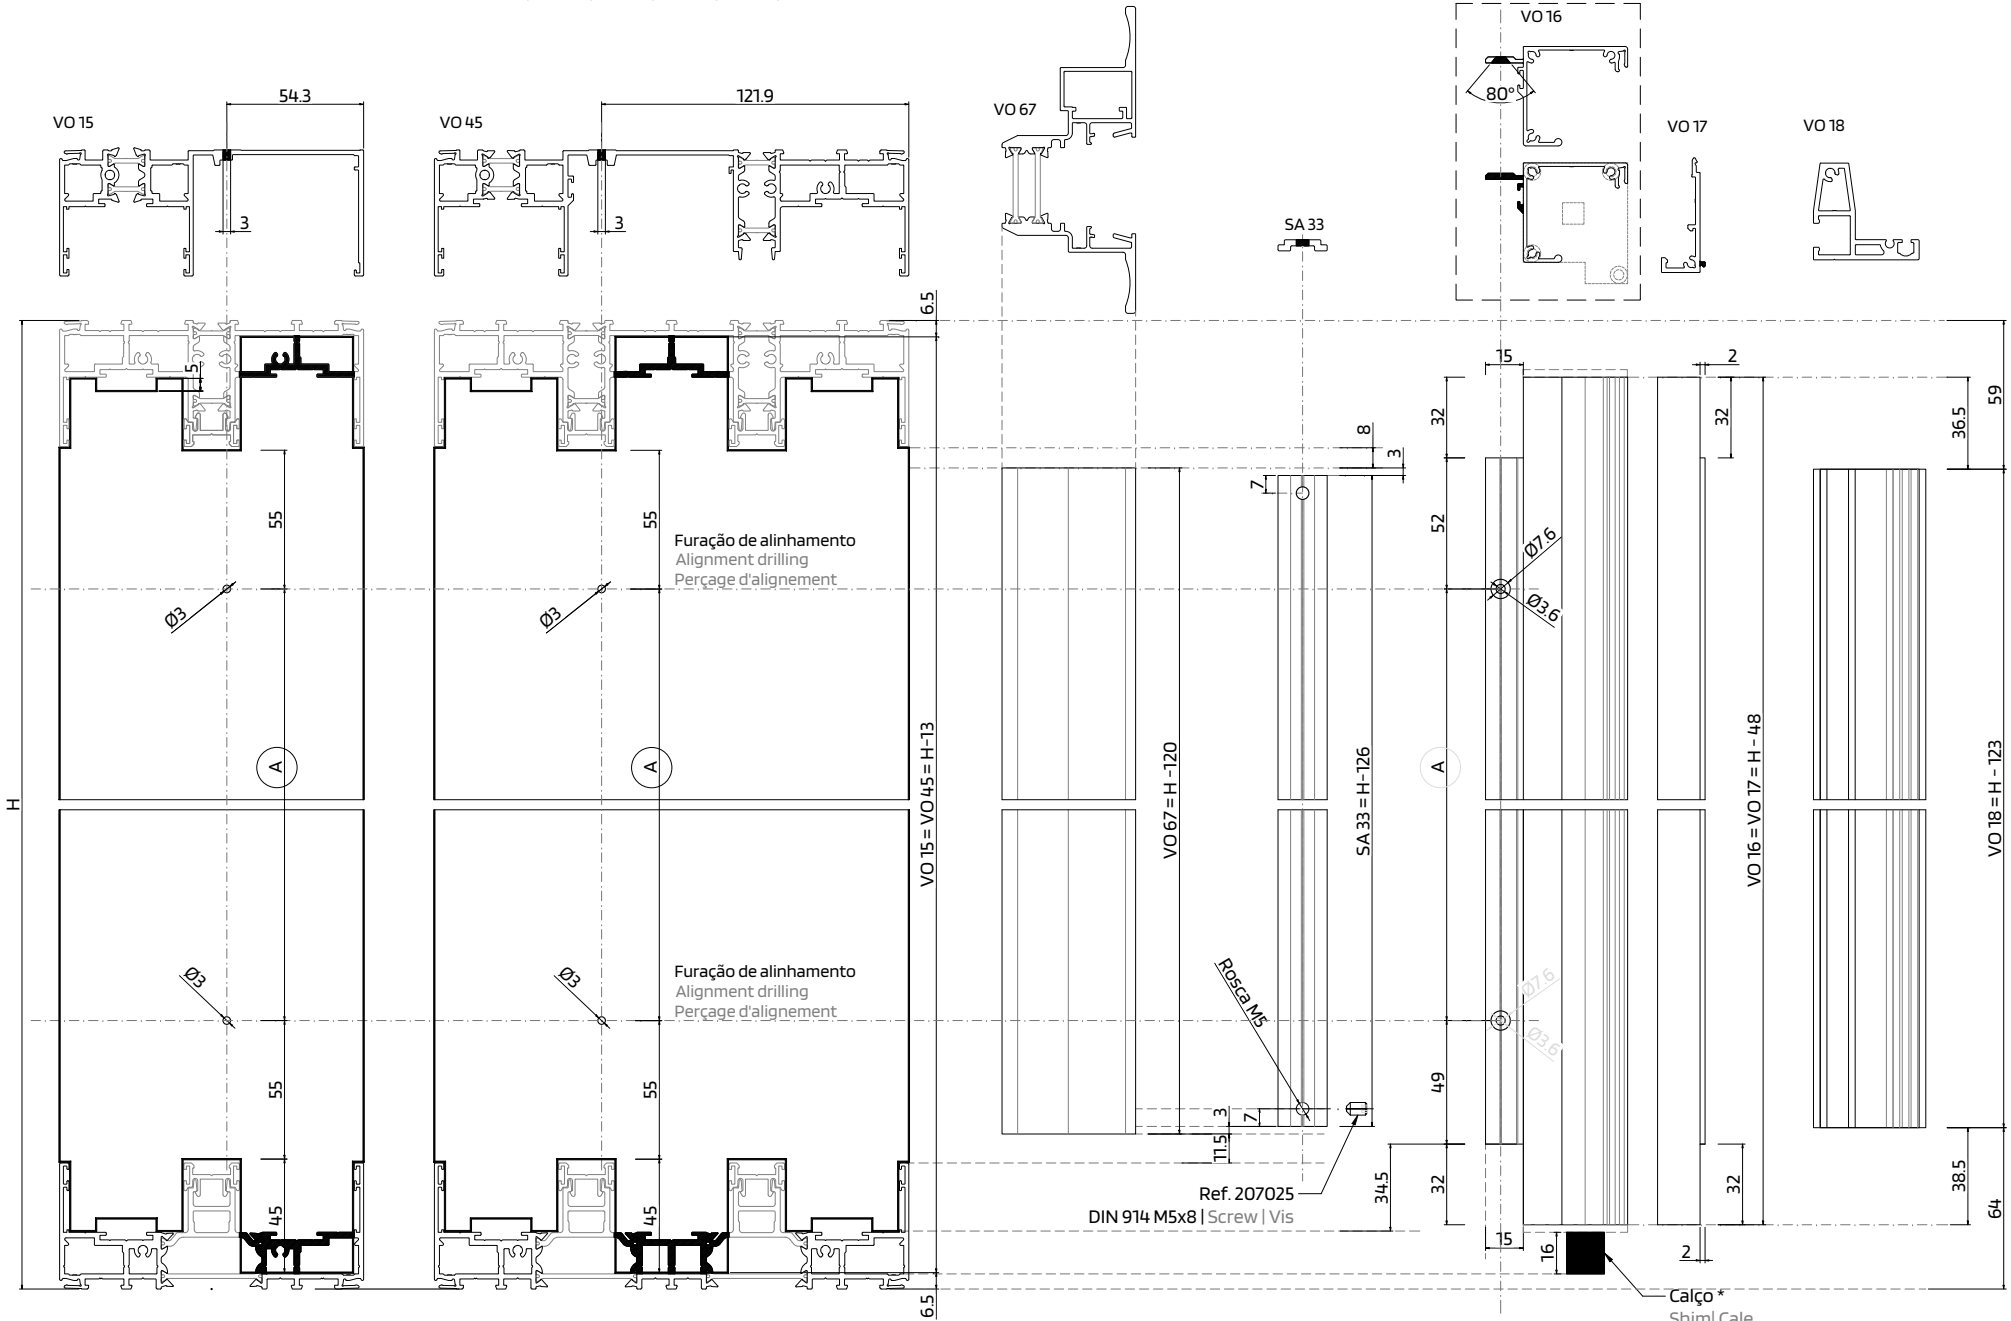 VO 16
VO 15
54.3
VO 45
121.9
VO 67
80°
VO 17
VO 18
3
3
SA 33
6.5
5
15
2
59
32
32
36.5
8
3
7
55
55
52
Furação de alinhamento
Alignment drilling
Perçage d'alignement
Ø7.6
Ø3.6
Ø3
Ø3
H
A
A
A
VO 15 = VO 45 = H-13
VO 67 = H -120
SA 33 = H-126
VO 16 = VO 17 = H - 48
VO 18 = H - 123
Ø3
Ø3
Furação de alinhamento
Alignment drilling
Perçage d'alignement
Rosca M5
Ø7.6
Ø3.6
55
55
49
3
7
11.5
34.5
32
32
38.5
64
Ref. 207025
DIN 914 M5x8 | Screw | Vis
45
45
15
16
2
6.5
Calço *
Shim| Cale